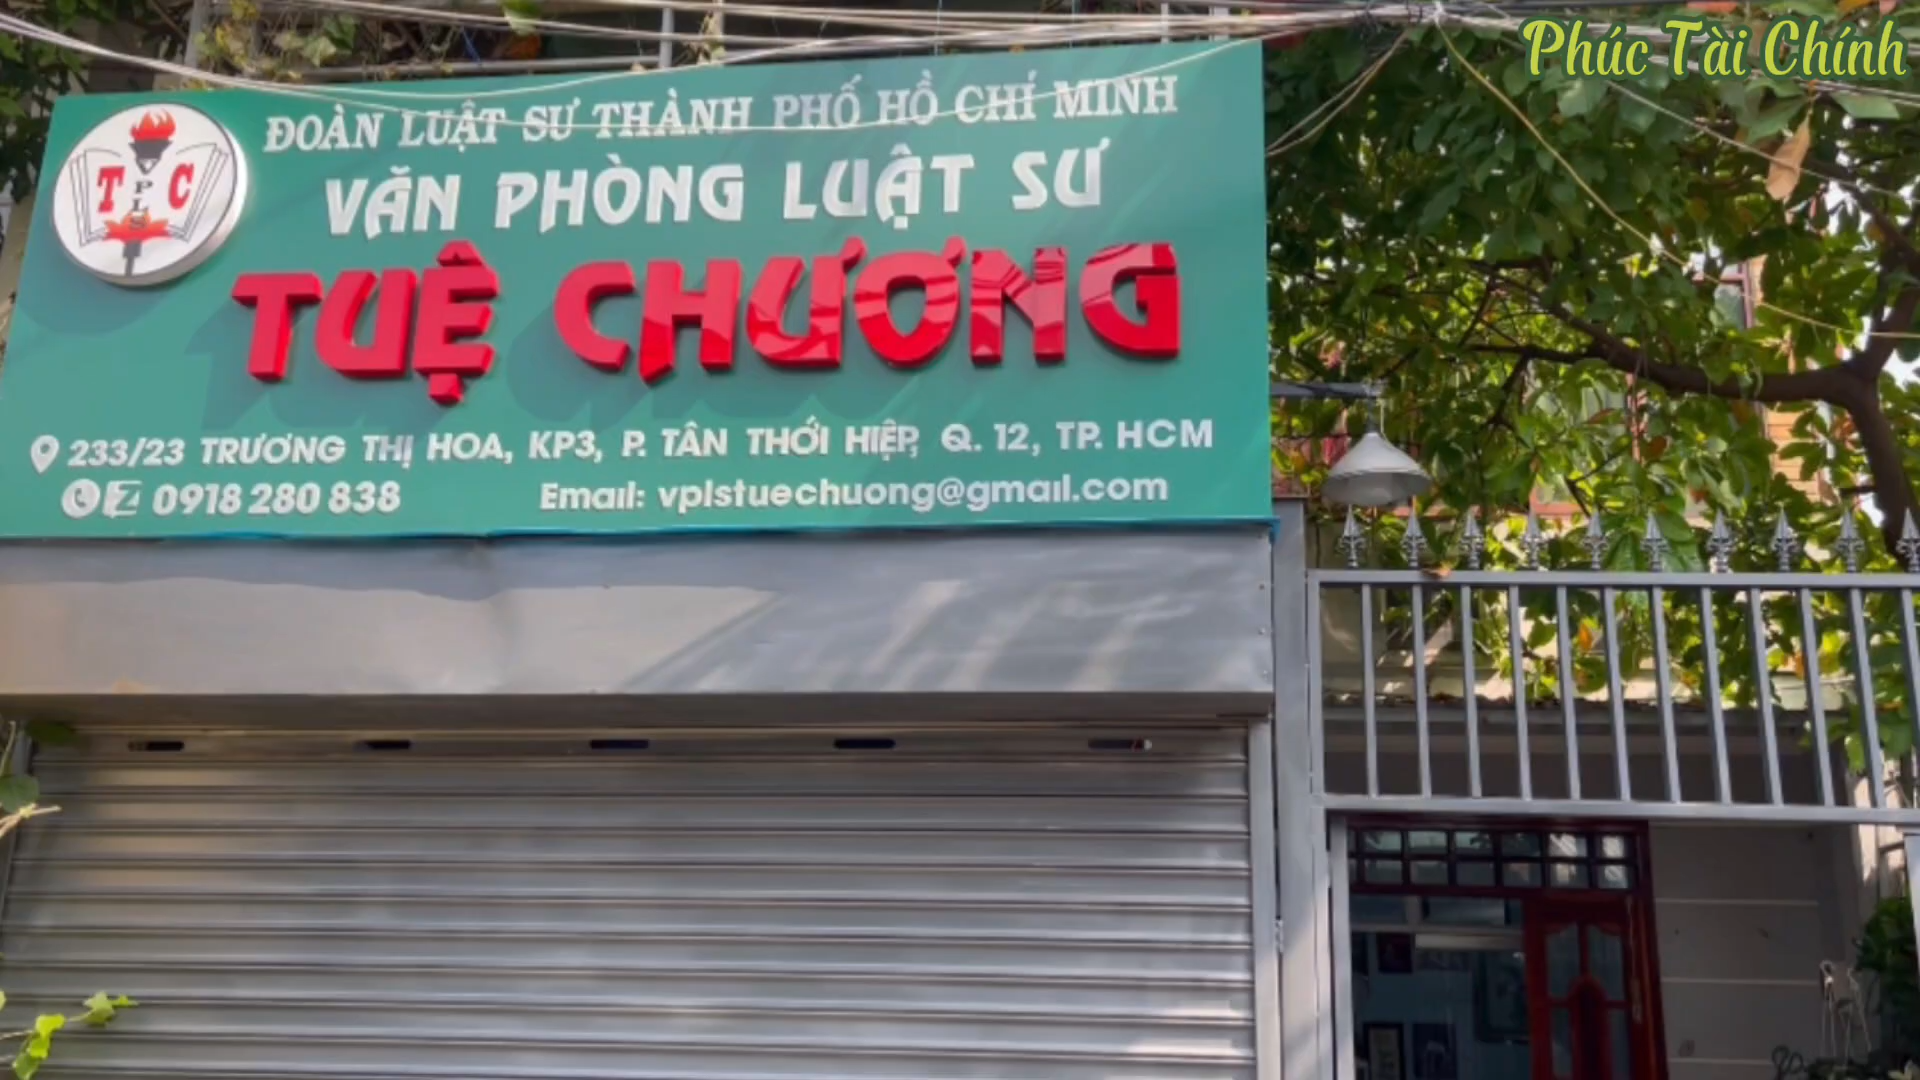 Phúc Tài Chính
ĐOÀN LUẬT SƯ THÀNH PHỐ HỒ CHÍ MINH
T VPLS C
VĂN PHÒNG LUẬT SƯ
TUỆ CHƯƠNG
233/23 TRƯƠNG THỊ HOA, KP3, P. TÂN THỚI HIỆP, Q. 12, TP. HCM
Z 0918 280 838 Email: vplstuechuong@gmail.com